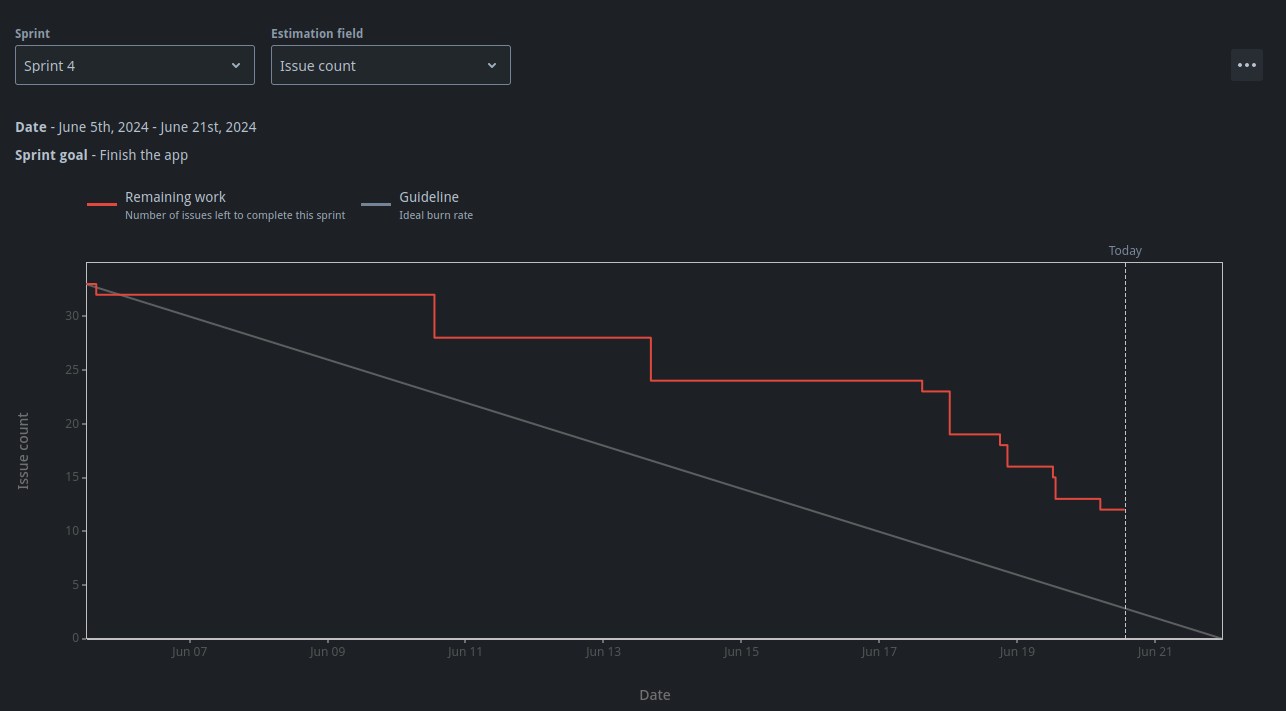 Sprint
Estimation field
Sprint 4
Issue count
Date - June 5th, 2024 - June 21st, 2024
Sprint goal - Finish the app
Remaining work
Number of issues left to complete this sprint
Guideline
Ideal burn rate
Today
30
25
20
15
10
5
0
Issue count
Jun 07
Jun 09
Jun 11
Jun 13
Jun 15
Jun 17
Jun 19
Jun 21
Date